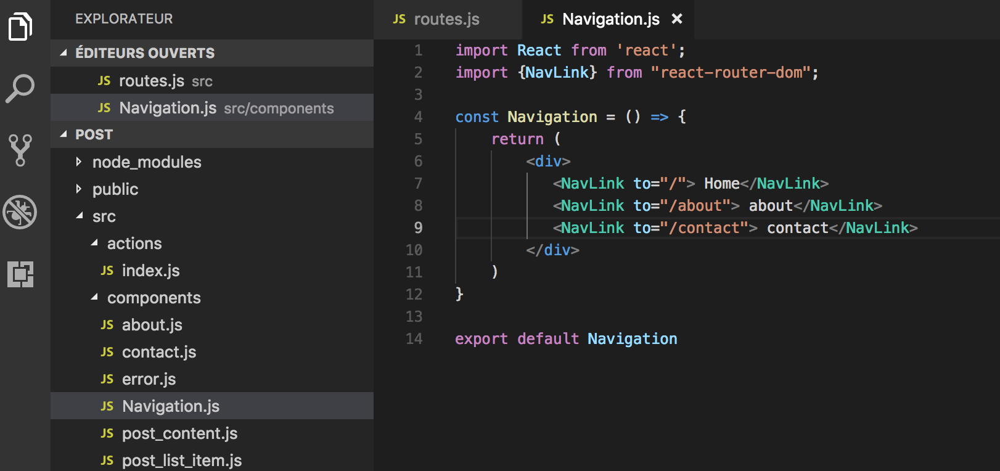 EXPLORATEUR
ÉDITEURS OUVERTS
JS routes.js src
JS Navigation.js src/components
POST
node_modules
public
src
actions
JS index.js
components
JS about.js
JS contact.js
JS error.js
JS Navigation.js
JS post_content.js
JS post_list_item.js
JS routes.js JS Navigation.js ×
1 import React from 'react';
2 import {NavLink} from "react-router-dom";
3
4 const Navigation = () => {
5 return (
6 <div>
7 <NavLink to="/"> Home</NavLink>
8 <NavLink to="/about"> about</NavLink>
9 <NavLink to="/contact"> contact</NavLink>
10 </div>
11 )
12 }
13
14 export default Navigation